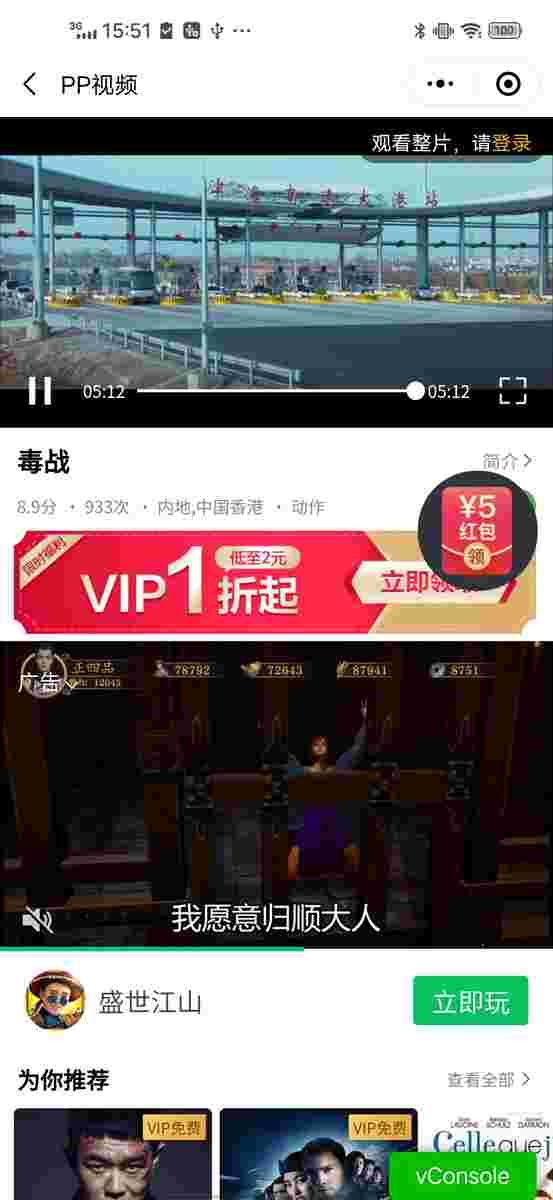 3G 15:51 100
PP视频
观看整片，请登录
05:12 05:12
毒战
简介
8.9分 · 933次 · 内地,中国香港 · 动作
¥5
红包
领
限时福利
VIP1折起
低至2元
立即领
广告
正四品
12043
78792 72643 87941 8751
我愿意归顺大人
盛世江山
立即玩
为你推荐
查看全部
VIP免费
VIP免费
vConsole